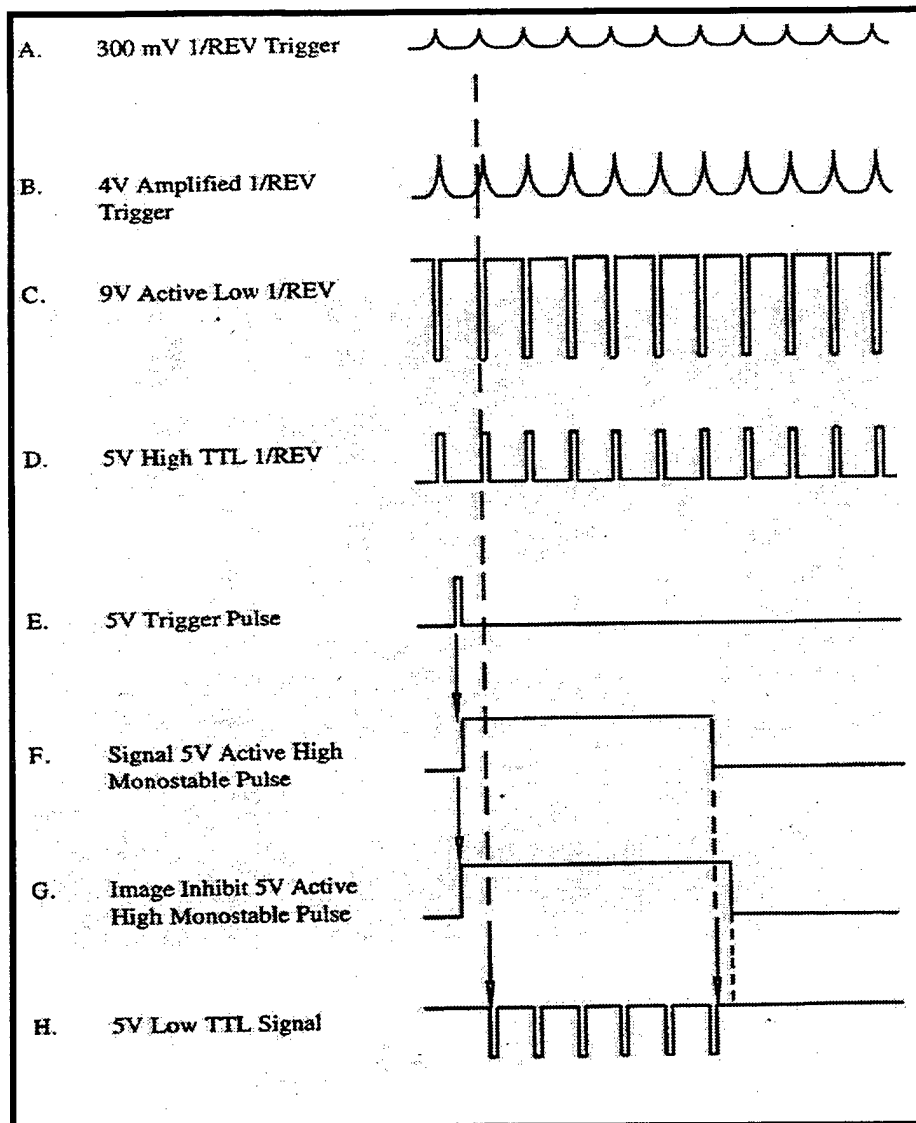 A. 300 mV 1/REV Trigger
B. 4V Amplified 1/REV
Trigger
C. 9V Active Low 1/REV
D. 5V High TTL 1/REV
E. 5V Trigger Pulse
F. Signal 5V Active High
Monostable Pulse
G. Image Inhibit 5V Active
High Monostable Pulse
H. 5V Low TTL Signal